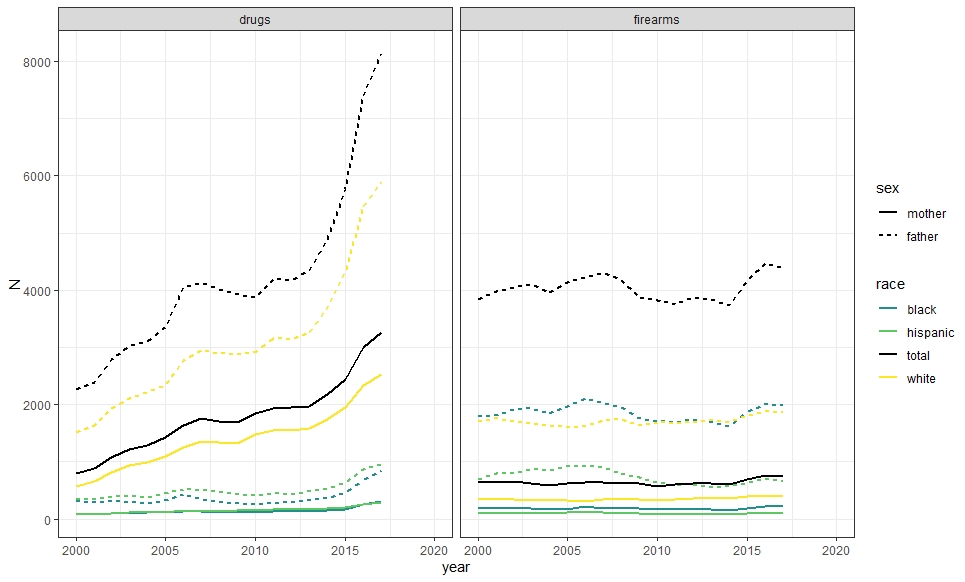 drugs
firearms
N
8000
6000
4000
2000
0
2000 2005 2010 2015 2020
2000 2005 2010 2015 2020
year
sex
mother
father
race
black
hispanic
total
white